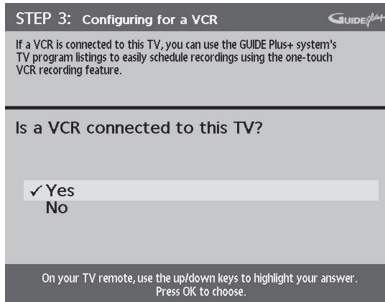 STEP 3: Configuring for a VCR
GUIDE Plus+
If a VCR is connected to this TV, you can use the GUIDE Plus+ system's
TV program listings to easily schedule recordings using the one-touch
VCR recording feature.
Is a VCR connected to this TV?
✓ Yes
No
On your TV remote, use the up/down keys to highlight your answer.
Press OK to choose.